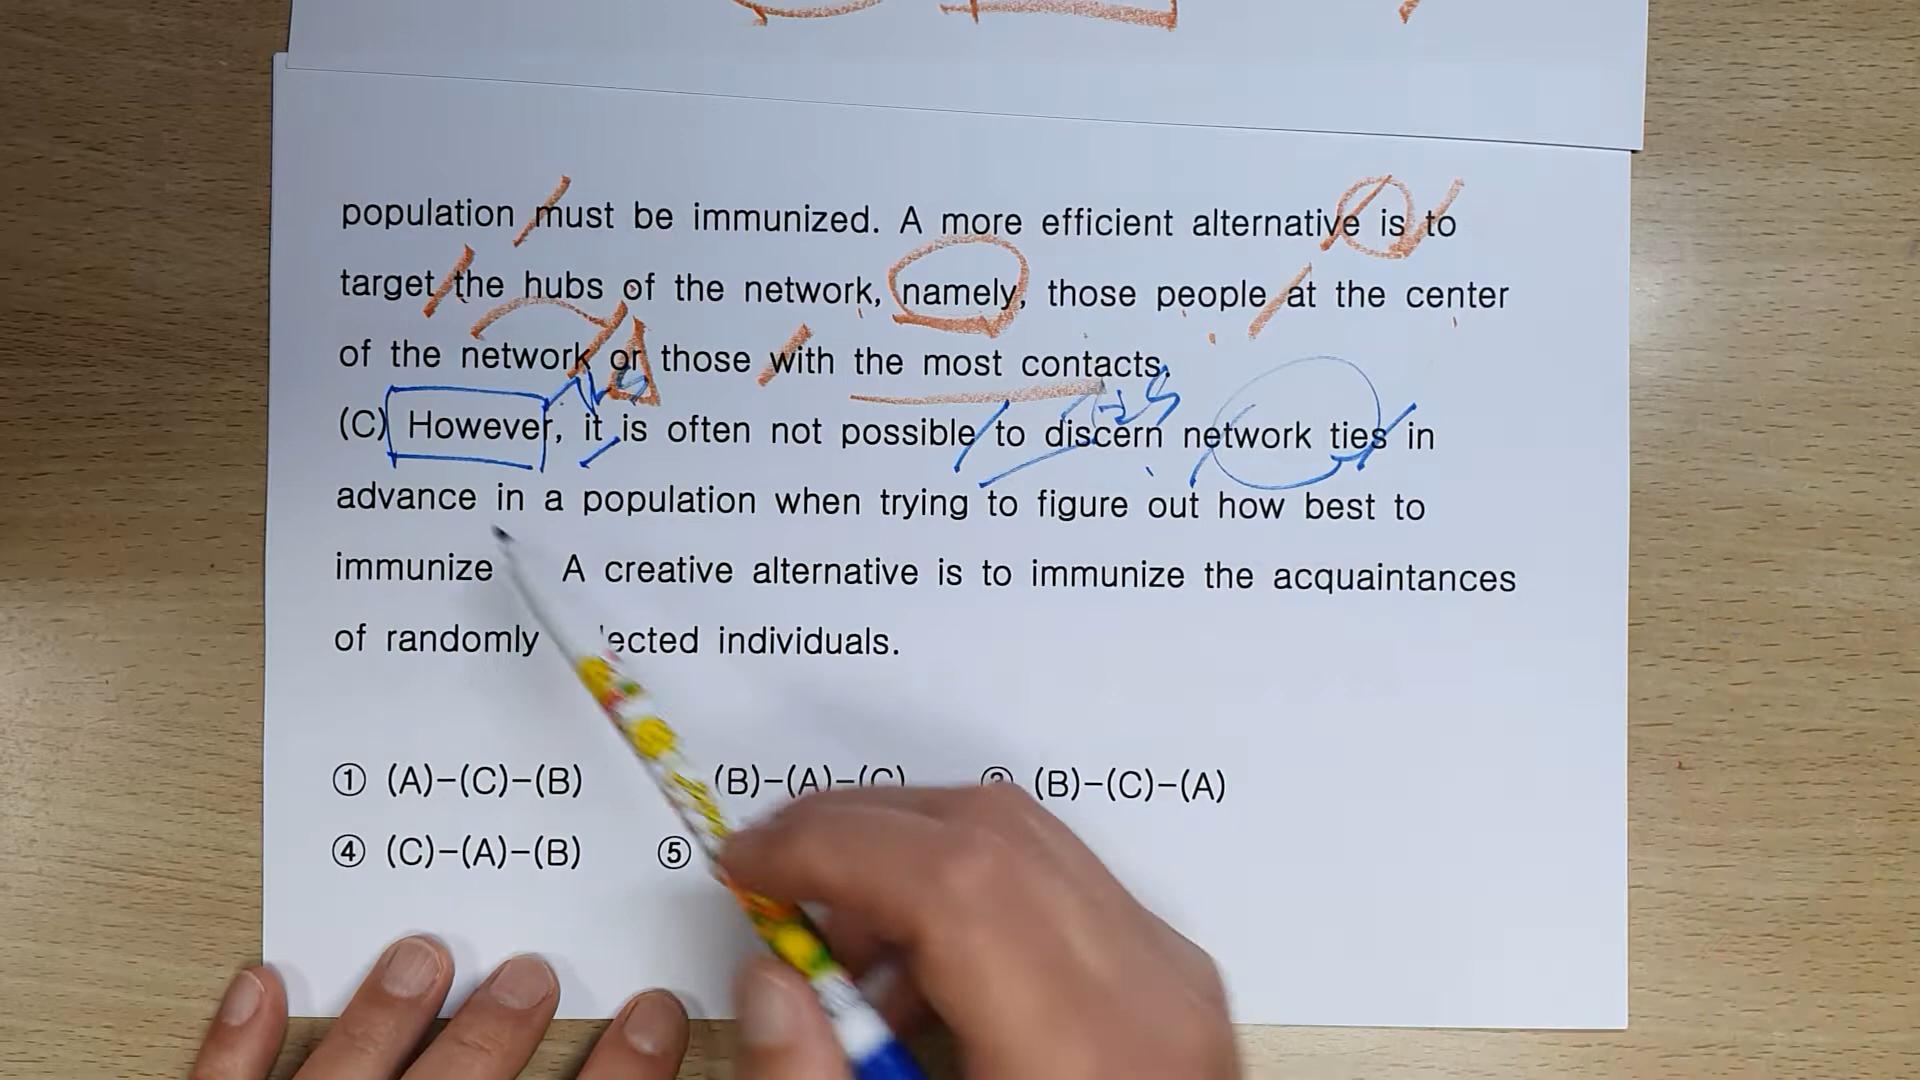 population must be immunized. A more efficient alternative is to
target the hubs of the network, namely, those people at the center
of the network or those with the most contacts.
(C) However, it is often not possible to discern network ties in
advance in a population when trying to figure out how best to
immunize A creative alternative is to immunize the acquaintances
of randomly individuals.
① (A)-(C)-(B) (B)-(A)-(C) (B)-(C)-(A)
④ (C)-(A)-(B) ⑤